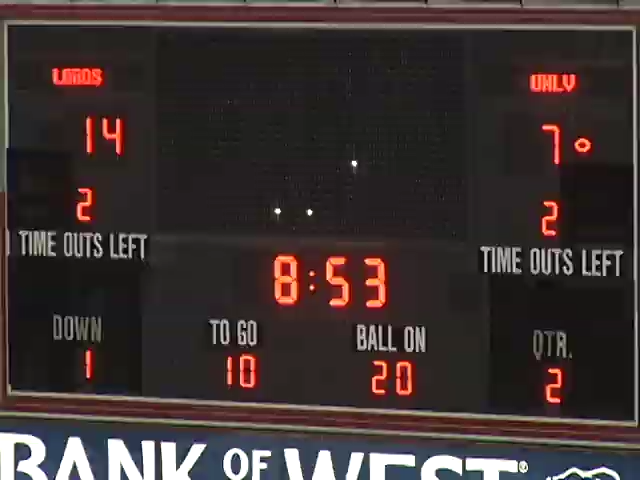 LOBOS UNLV
14 7
2 2
TIME OUTS LEFT TIME OUTS LEFT
8:53
DOWN TO GO BALL ON QTR.
1 10 20 2
BANK OF WEST®